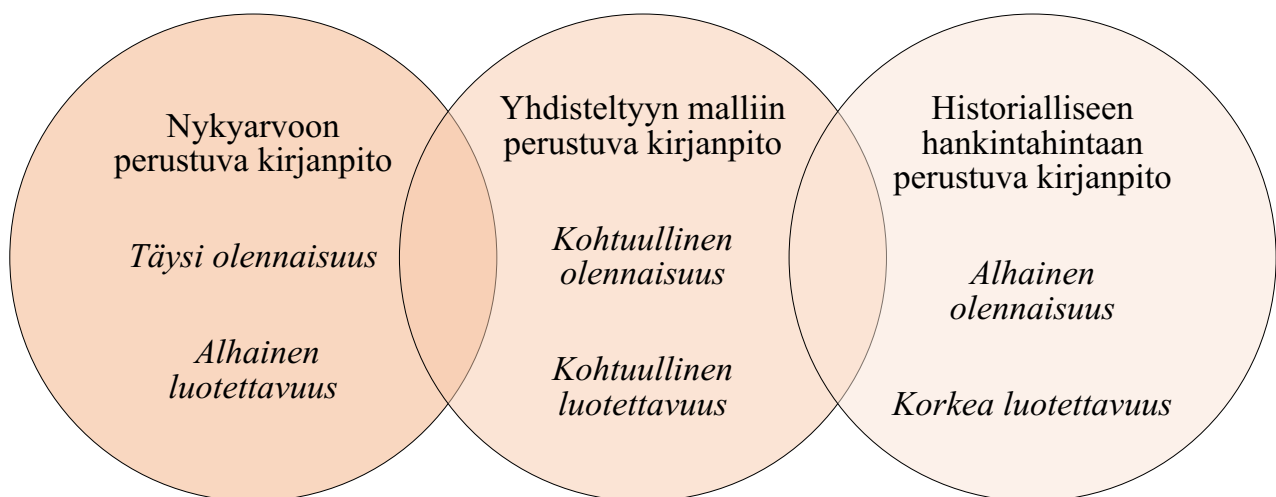 Nykyarvoon
perustuva kirjanpito
Täysi olennaisuus
Alhainen
luotettavuus
Yhdisteltyyn malliin
perustuva kirjanpito
Kohtuullinen
olennaisuus
Kohtuullinen
luotettavuus
Historialliseen
hankintahintaan
perustuva kirjanpito
Alhainen
olennaisuus
Korkea luotettavuus